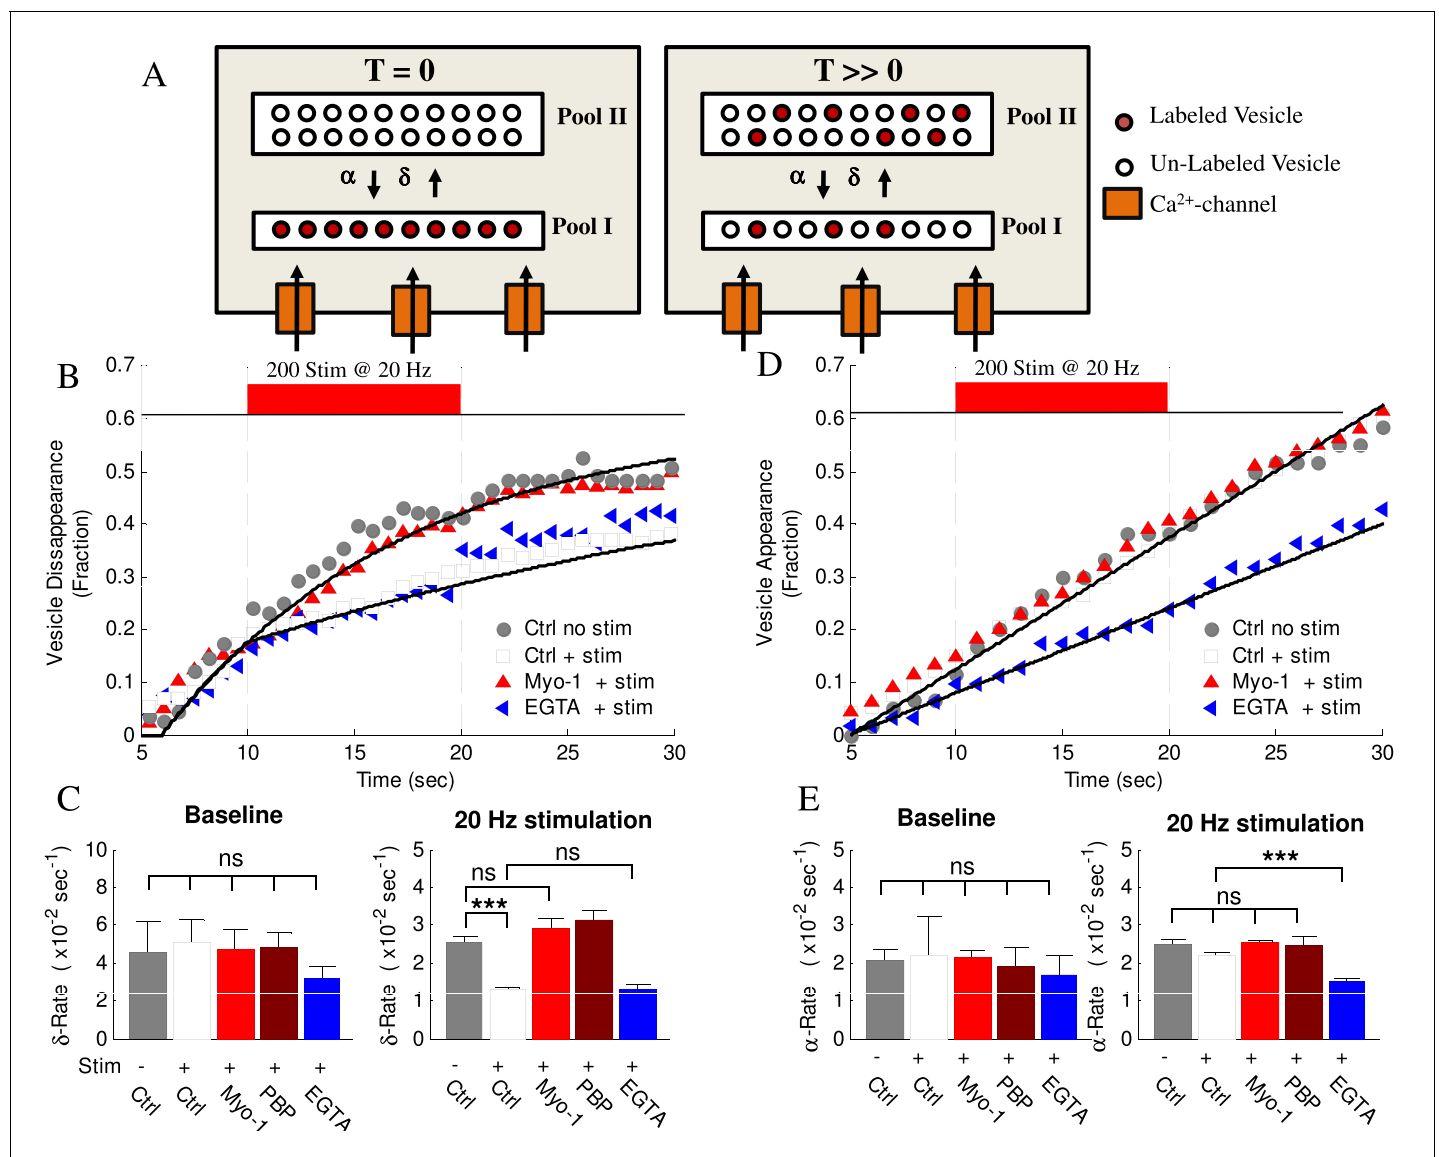 A
T = 0
Pool II
α
δ
Pool I
T >> 0
Pool II
α
δ
Pool I
Labeled Vesicle
Un-Labeled Vesicle
Ca2+-channel
B
200 Stim @ 20 Hz
0.7
0.6
0.5
0.4
0.3
0.2
0.1
0
Vesicle Dissappearance
(Fraction)
Ctrl no stim
Ctrl + stim
Myo-1 + stim
EGTA + stim
5
10
15
20
25
30
Time (sec)
D
200 Stim @ 20 Hz
0.7
0.6
0.5
0.4
0.3
0.2
0.1
0
Vesicle Appearance
(Fraction)
Ctrl no stim
Ctrl + stim
Myo-1 + stim
EGTA + stim
5
10
15
20
25
30
Time (sec)
C
Baseline
10
8
6
4
2
0
δ-Rate ( x10-2 sec-1)
ns
Stim
-
+
+
+
+
Ctrl
Ctrl
Myo-1
PBP
EGTA
20 Hz stimulation
5
4
3
2
1
0
δ-Rate ( x10-2 sec-1)
ns
ns
***
-
+
+
+
+
Ctrl
Ctrl
Myo-1
PBP
EGTA
E
Baseline
5
4
3
2
1
0
α-Rate ( x10-2 sec-1)
ns
-
+
+
+
+
Ctrl
Ctrl
Myo-1
PBP
EGTA
20 Hz stimulation
5
4
3
2
1
0
α-Rate ( x10-2 sec-1)
***
ns
-
+
+
+
+
Ctrl
Ctrl
Myo-1
PBP
EGTA